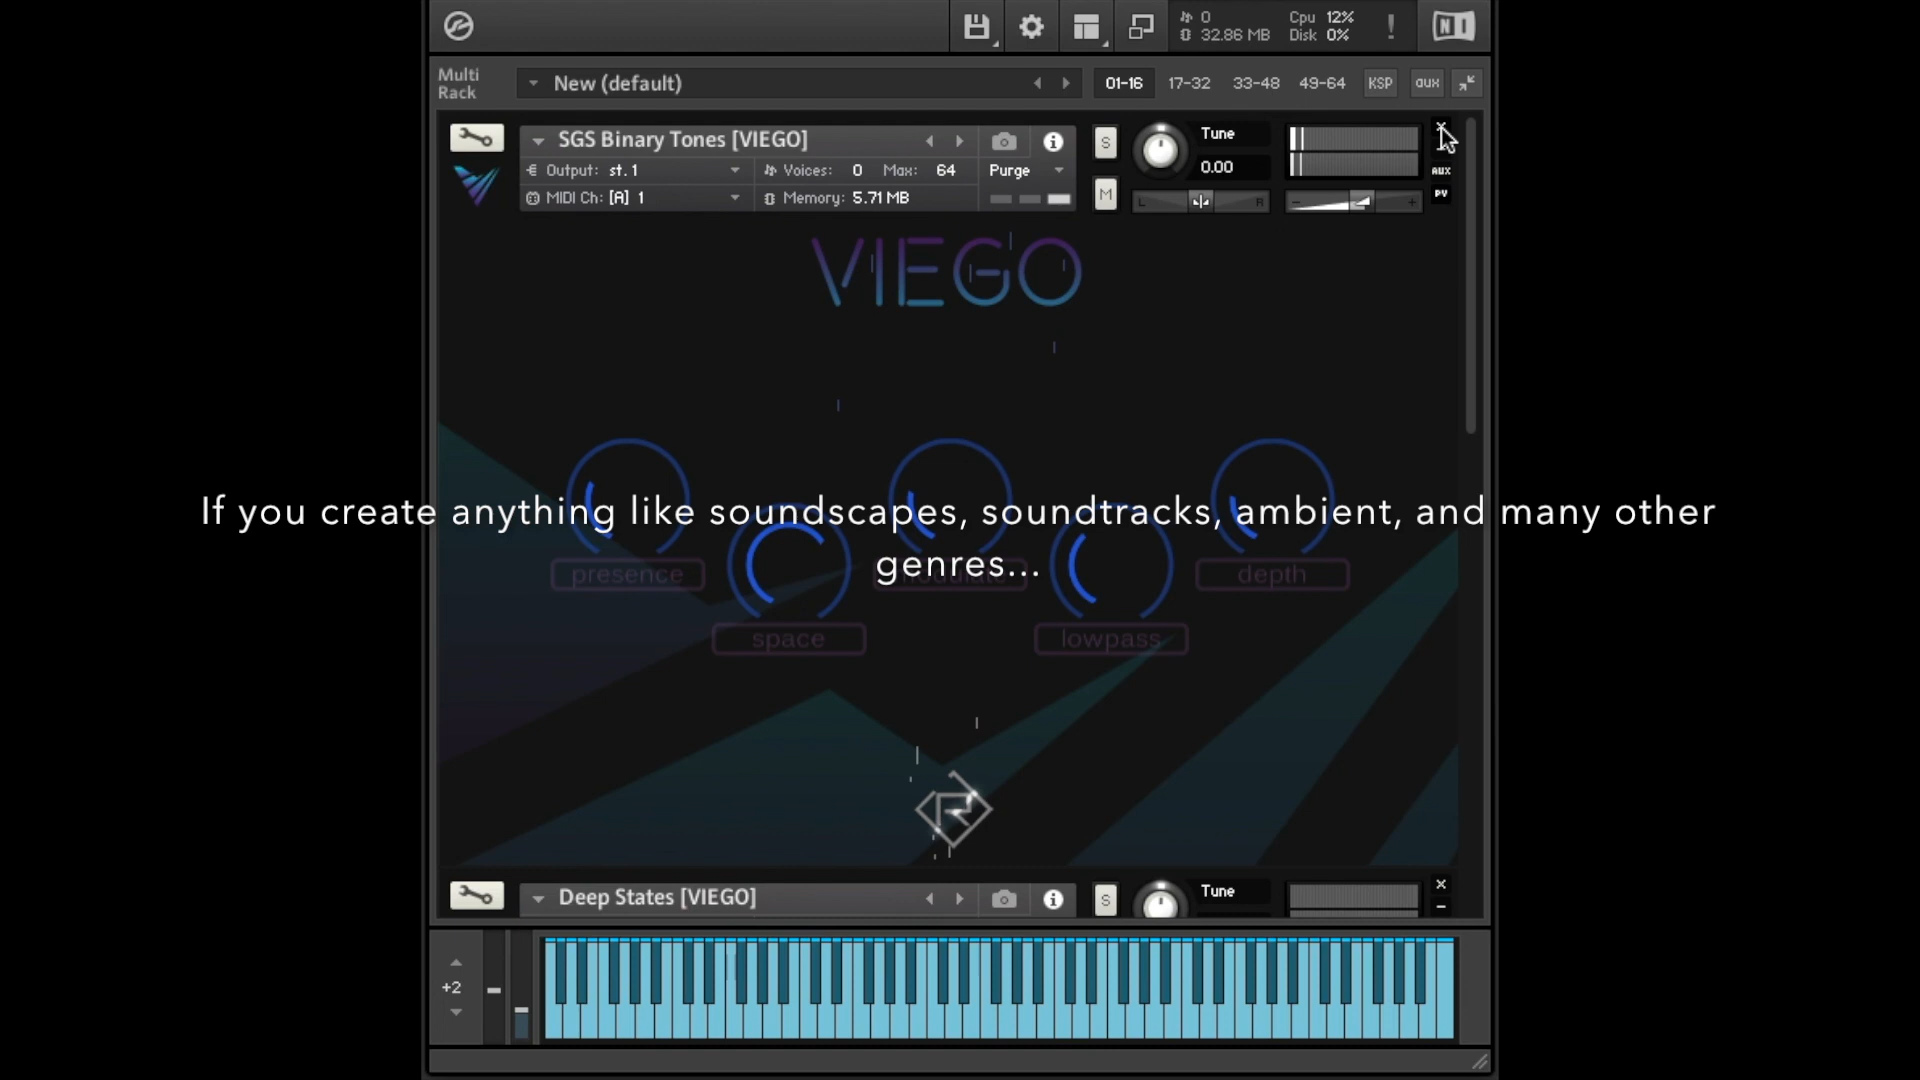 0
32.86 MB
Cpu 12%
Disk 0%
!
NI
Multi
Rack
New (default)
01-16
17-32
33-48
49-64
KSP
aux
SGS Binary Tones [VIEGO]
Output: st. 1
Voices: 0 Max: 64
Purge
MIDI Ch: [A] 1
Memory: 5.71 MB
S
M
Tune
0.00
L
R
AUX
PV
VIEGO
If you create anything like soundscapes, soundtracks, ambient, and many other
genres...
presence
modulate
depth
space
lowpass
R
Deep States [VIEGO]
S
Tune
+2